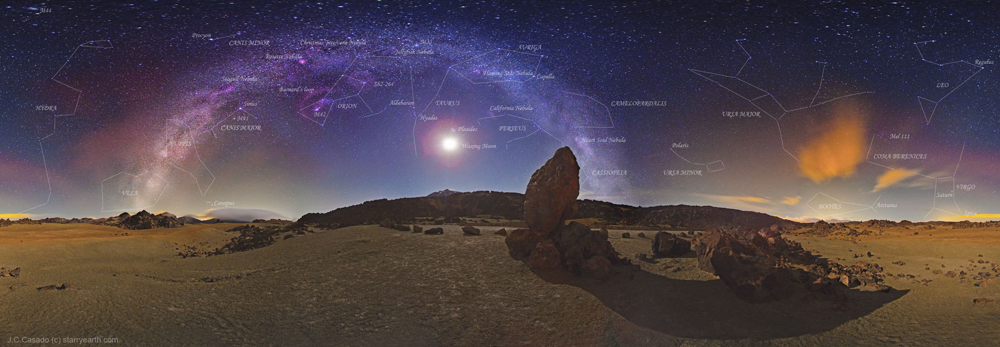 M44
Procyon
CANIS MINOR
Christmas Tree/cone Nebula
M35
Jellyfish Nebula
AURIGA
Rosette Nebula
Regulus
Seagull Nebula
Flaming Star Nebula
Capella
Barnard's loop
Sh2-264
LEO
HYDRA
Sirius
M42
ORION
Aldebaran
TAURUS
California Nebula
CAMELOPARDALIS
M41
CANIS MAJOR
Hyades
Pleaides
PERSEUS
URSA MAJOR
PUPPIS
Waxing Moon
Heart Soul Nebula
Polaris
Mel 111
COMA BERENICES
CASSIOPEIA
URSA MINOR
VELA
Canopus
VIRGO
Saturn
BOOTES
Arcturus
Spica
J.C.Casado (c) starryearth.com